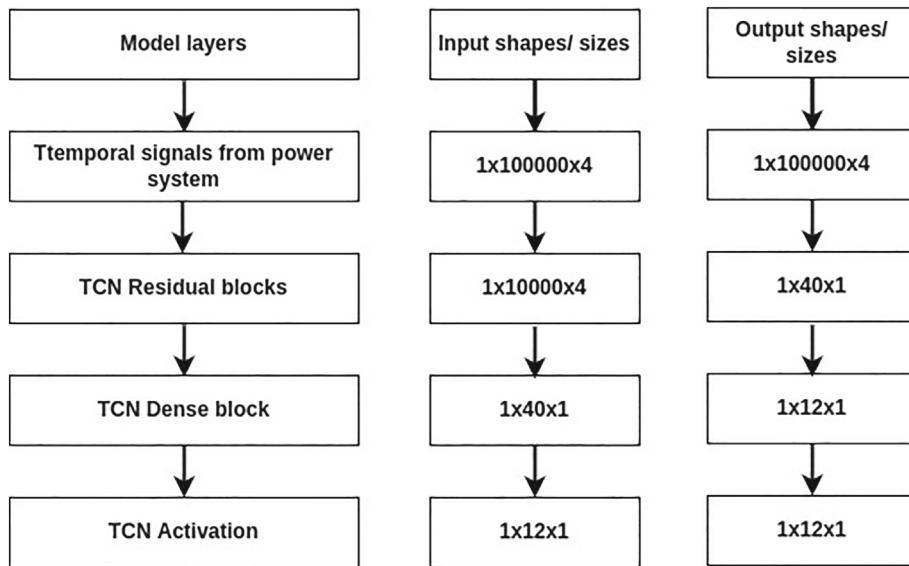 Model layers
Input shapes/ sizes
Output shapes/
sizes
Ttemporal signals from power
system
1x100000x4
1x100000x4
TCN Residual blocks
1x10000x4
1x40x1
TCN Dense block
1x40x1
1x12x1
TCN Activation
1x12x1
1x12x1